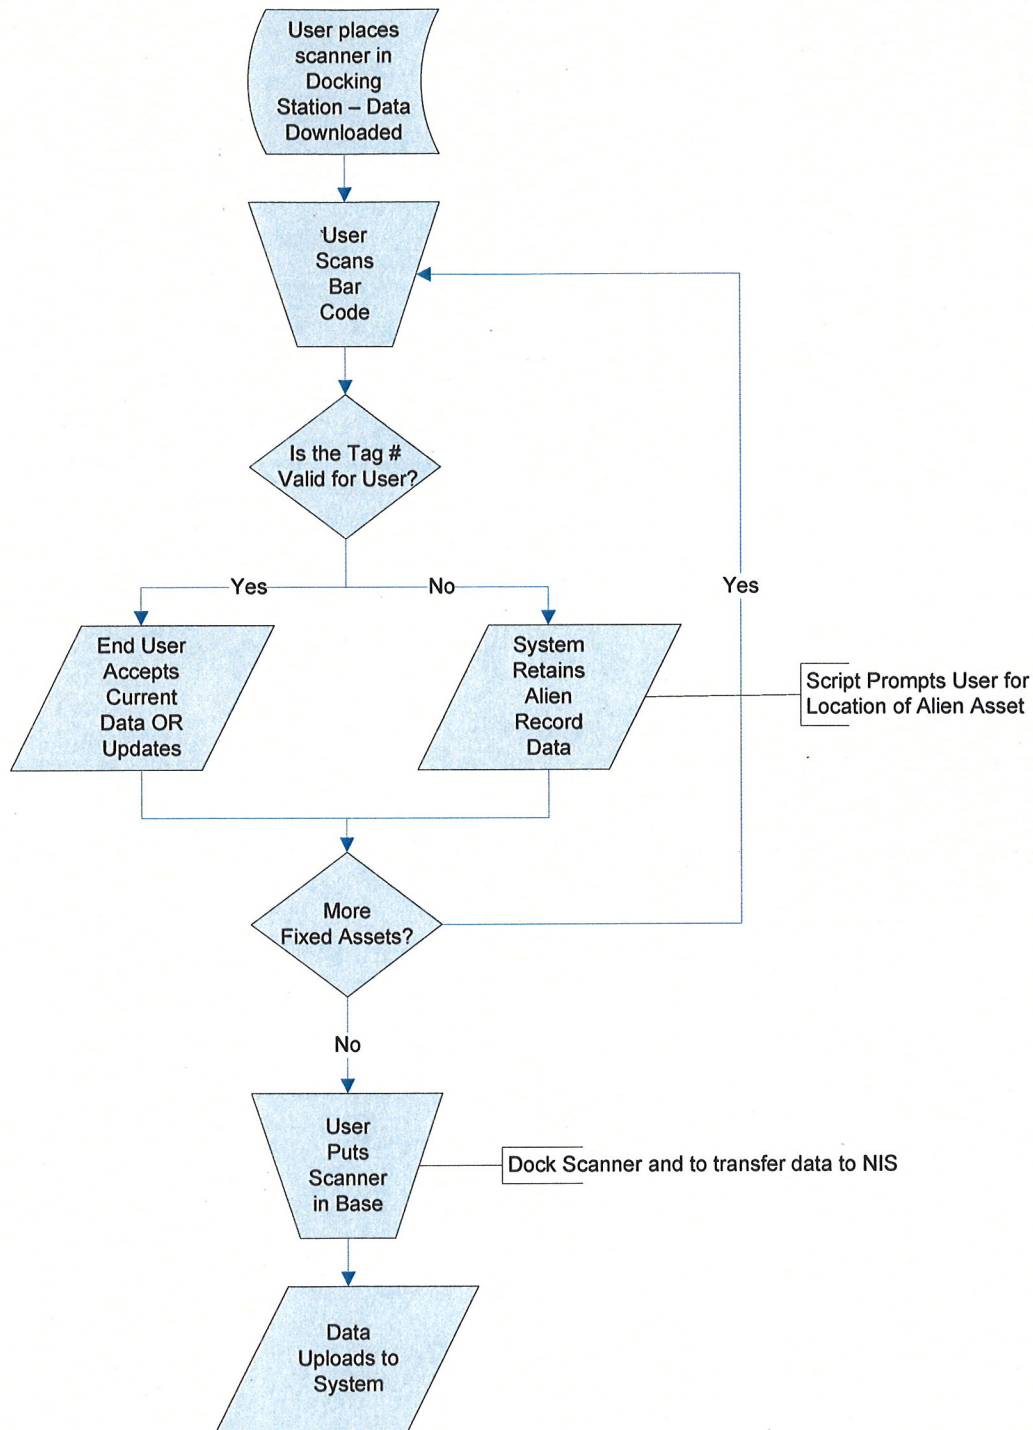 User places
scanner in
Docking
Station – Data
Downloaded
User
Scans
Bar
Code
Is the Tag #
Valid for User?
Yes
No
Yes
End User
Accepts
Current
Data OR
Updates
System
Retains
Alien
Record
Data
Script Prompts User for
Location of Alien Asset
More
Fixed Assets?
No
User
Puts
Scanner
in Base
Dock Scanner and to transfer data to NIS
Data
Uploads to
System